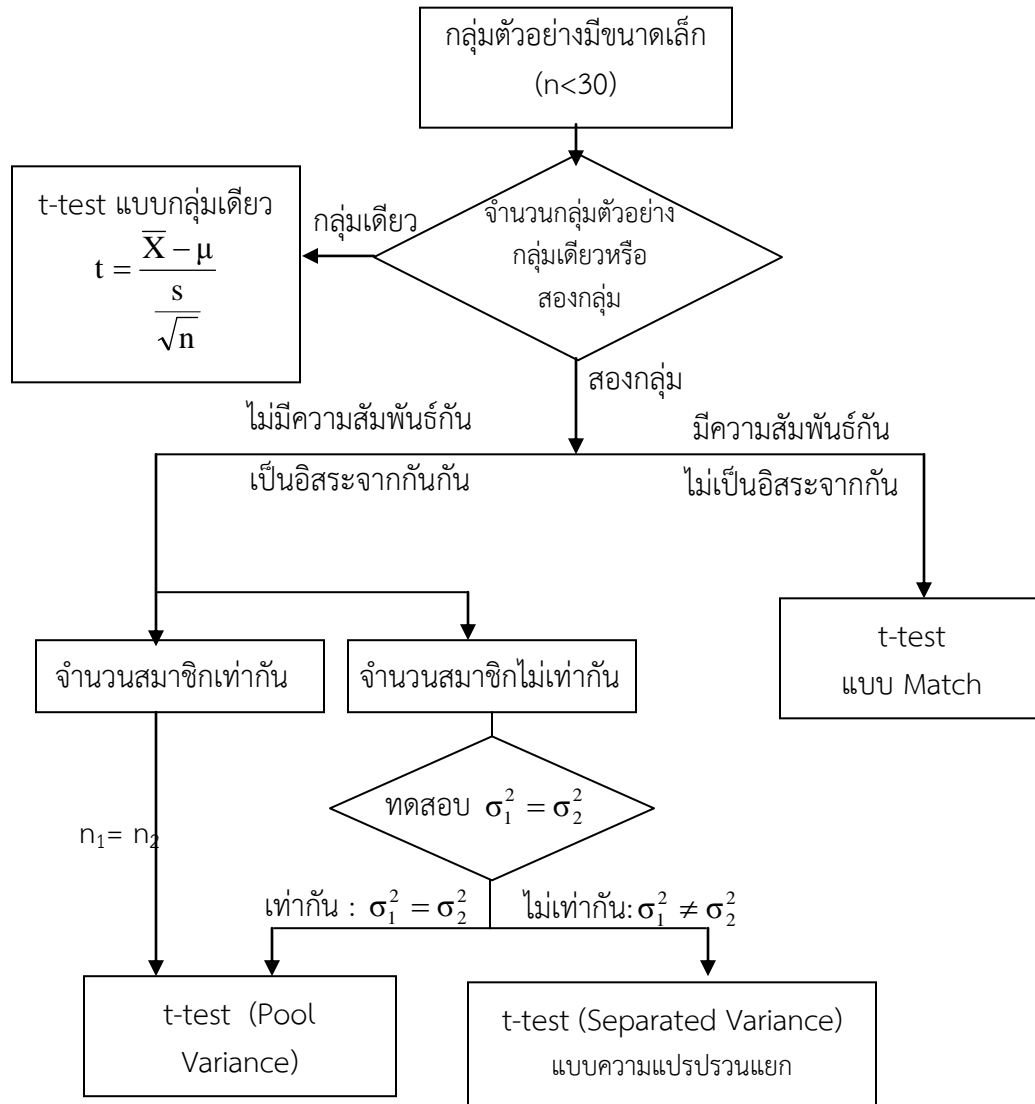 กลุ่มตัวอย่างมีขนาดเล็ก
(n<30)
t-test แบบกลุ่มเดียว
t = (X̅ − μ) / (s / √n)
กลุ่มเดียว
จำนวนกลุ่มตัวอย่าง
กลุ่มเดียวหรือ
สองกลุ่ม
สองกลุ่ม
ไม่มีความสัมพันธ์กัน
เป็นอิสระจากกันกัน
มีความสัมพันธ์กัน
ไม่เป็นอิสระจากกัน
จำนวนสมาชิกเท่ากัน
จำนวนสมาชิกไม่เท่ากัน
t-test
แบบ Match
ทดสอบ σ₁² = σ₂²
n₁= n₂
เท่ากัน : σ₁² = σ₂²
ไม่เท่ากัน: σ₁² ≠ σ₂²
t-test (Pool
Variance)
t-test (Separated Variance)
แบบความแปรปรวนแยก